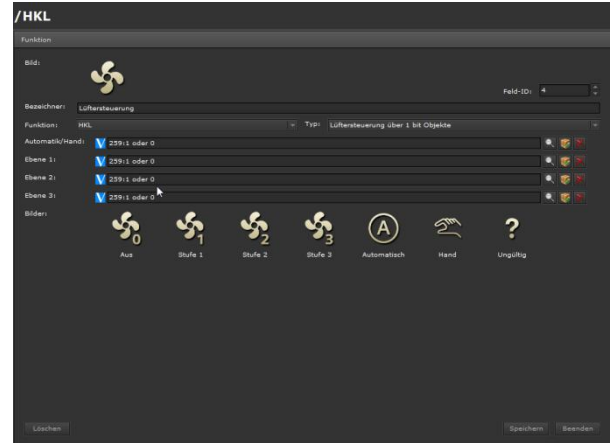 /HKL
Funktion
Bild:
Feld-ID: 4
Bezeichner: Lüftersteuerung
Funktion: HKL Typ: Lüftersteuerung über 1 bit Objekte
Automatik/Hand: V 259:1 oder 0
Ebene 1: V 259:1 oder 0
Ebene 2: V 259:1 oder 0
Ebene 3: V 259:1 oder 0
Bilder:
0 1 2 3 A ?
Aus Stufe 1 Stufe 2 Stufe 3 Automatisch Hand Ungültig
Löschen Speichern Beenden